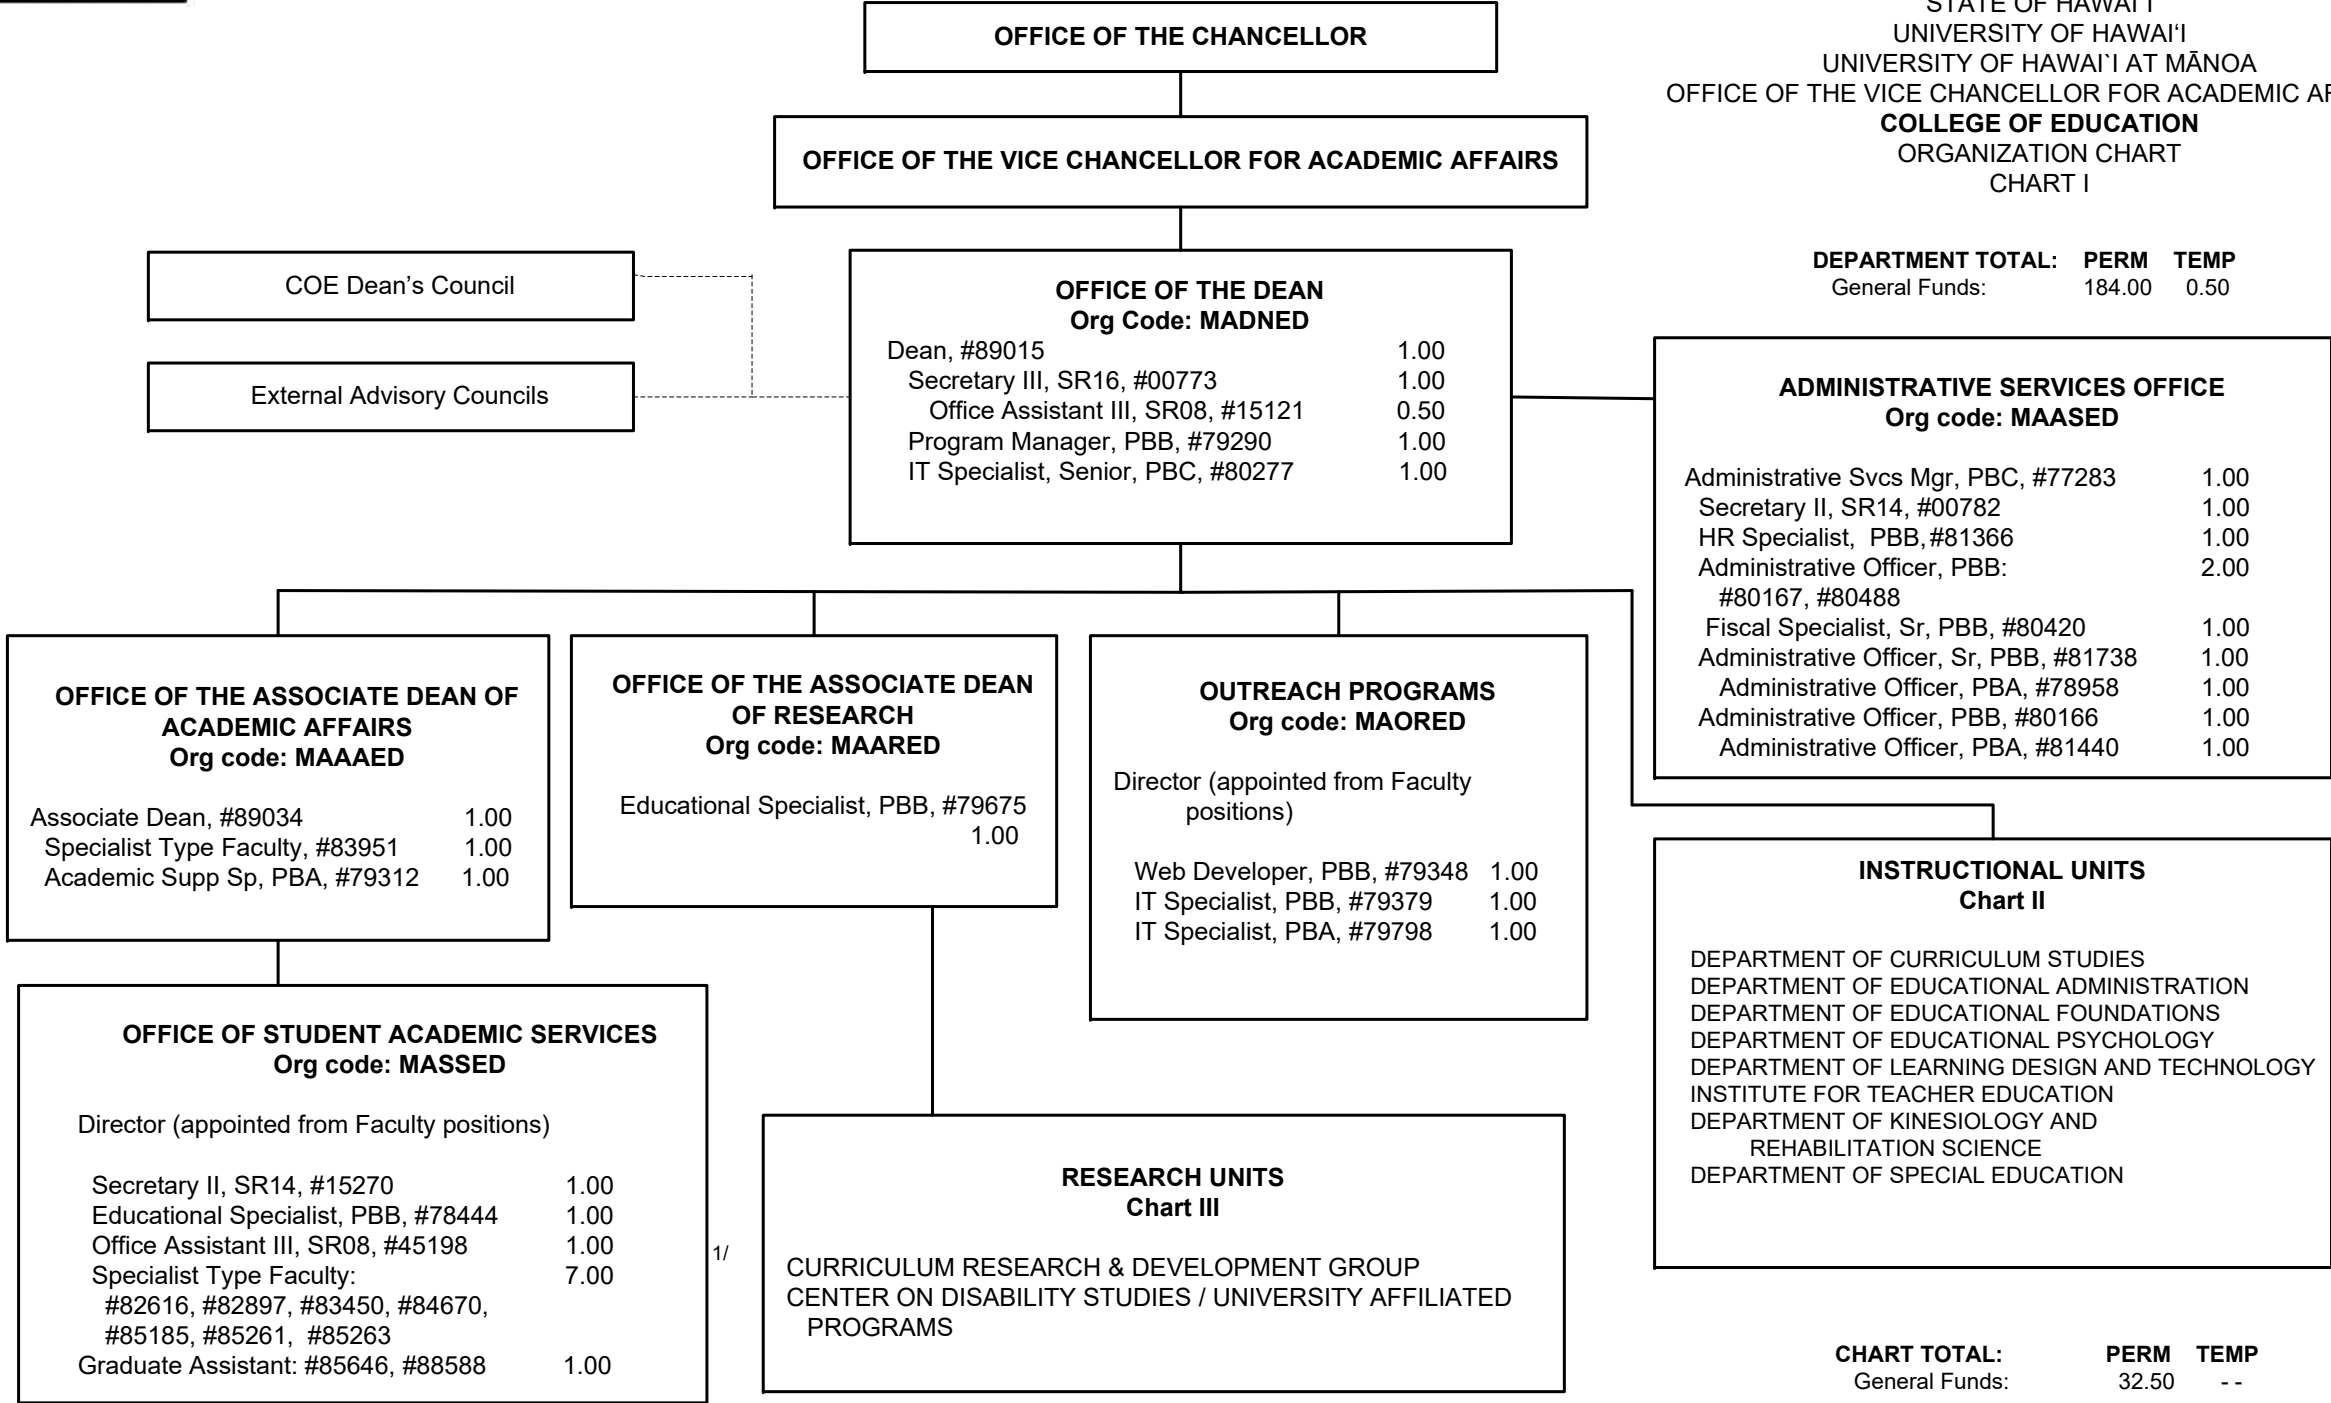 STATE OF HAWAI‘I
UNIVERSITY OF HAWAI‘I
UNIVERSITY OF HAWAI`I AT MĀNOA
OFFICE OF THE VICE CHANCELLOR FOR ACADEMIC
COLLEGE OF EDUCATION
ORGANIZATION CHART
CHART I
OFFICE OF THE CHANCELLOR
OFFICE OF THE VICE CHANCELLOR FOR ACADEMIC AFFAIRS
DEPARTMENT TOTAL: PERM TEMP
General Funds: 184.00 0.50
COE Dean’s Council
External Advisory Councils
OFFICE OF THE DEAN
Org Code: MADNED
Dean, #89015 1.00
Secretary III, SR16, #00773 1.00
Office Assistant III, SR08, #15121 0.50
Program Manager, PBB, #79290 1.00
IT Specialist, Senior, PBC, #80277 1.00
ADMINISTRATIVE SERVICES OFFICE
Org code: MAASED
Administrative Svcs Mgr, PBC, #77283 1.00
Secretary II, SR14, #00782 1.00
HR Specialist, PBB, #81366 1.00
Administrative Officer, PBB: 2.00
#80167, #80488
Fiscal Specialist, Sr, PBB, #80420 1.00
Administrative Officer, Sr, PBB, #81738 1.00
Administrative Officer, PBA, #78958 1.00
Administrative Officer, PBB, #80166 1.00
Administrative Officer, PBA, #81440 1.00
OFFICE OF THE ASSOCIATE DEAN OF
ACADEMIC AFFAIRS
Org code: MAAAED
Associate Dean, #89034 1.00
Specialist Type Faculty, #83951 1.00
Academic Supp Sp, PBA, #79312 1.00
OFFICE OF THE ASSOCIATE DEAN
OF RESEARCH
Org code: MAARED
Educational Specialist, PBB, #79675
1.00
OUTREACH PROGRAMS
Org code: MAORED
Director (appointed from Faculty
positions)
Web Developer, PBB, #79348 1.00
IT Specialist, PBB, #79379 1.00
IT Specialist, PBA, #79798 1.00
INSTRUCTIONAL UNITS
Chart II
DEPARTMENT OF CURRICULUM STUDIES
DEPARTMENT OF EDUCATIONAL ADMINISTRATION
DEPARTMENT OF EDUCATIONAL FOUNDATIONS
DEPARTMENT OF EDUCATIONAL PSYCHOLOGY
DEPARTMENT OF LEARNING DESIGN AND TECHNOLOGY
INSTITUTE FOR TEACHER EDUCATION
DEPARTMENT OF KINESIOLOGY AND
REHABILITATION SCIENCE
DEPARTMENT OF SPECIAL EDUCATION
OFFICE OF STUDENT ACADEMIC SERVICES
Org code: MASSED
Director (appointed from Faculty positions)
Secretary II, SR14, #15270 1.00
Educational Specialist, PBB, #78444 1.00
Office Assistant III, SR08, #45198 1.00
Specialist Type Faculty: 7.00
#82616, #82897, #83450, #84670,
#85185, #85261, #85263
Graduate Assistant: #85646, #88588 1.00
1/
RESEARCH UNITS
Chart III
CURRICULUM RESEARCH & DEVELOPMENT GROUP
CENTER ON DISABILITY STUDIES / UNIVERSITY AFFILIATED
PROGRAMS
CHART TOTAL: PERM TEMP
General Funds: 32.50 - -